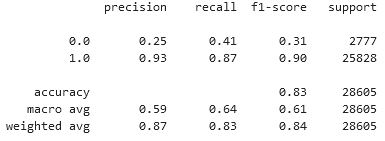 precision recall f1-score support
0.0 0.25 0.41 0.31 2777
1.0 0.93 0.87 0.90 25828
accuracy 0.83 28605
macro avg 0.59 0.64 0.61 28605
weighted avg 0.87 0.83 0.84 28605